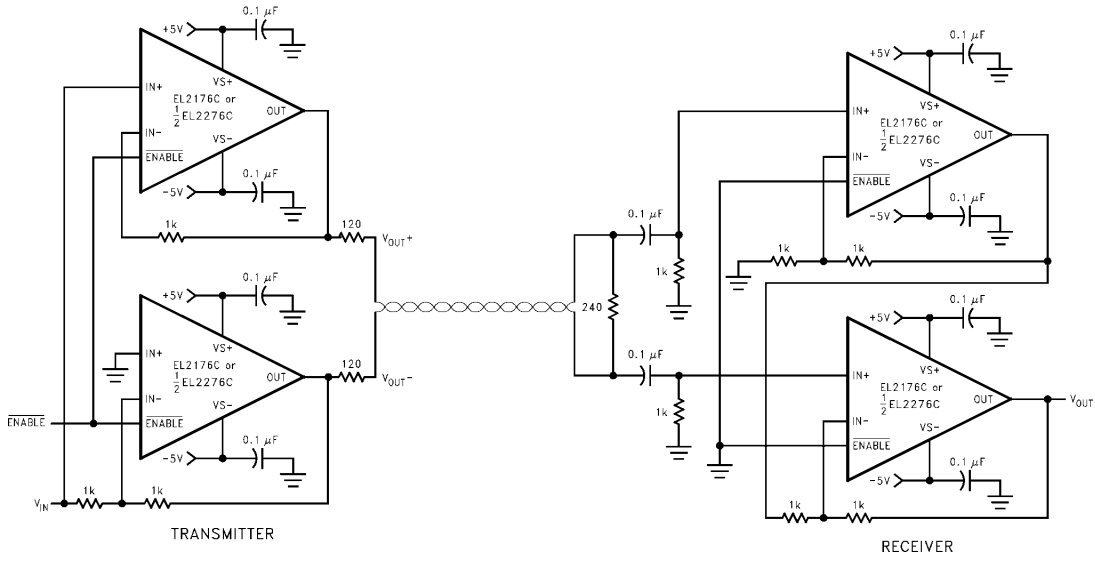 +5V
0.1 μF
IN+
VS+
EL2176C or
1/2 EL2276C
OUT
IN-
VS-
ENABLE
-5V
0.1 μF
1k
120
VOUT+
+5V
0.1 μF
IN+
VS+
EL2176C or
1/2 EL2276C
OUT
120
VOUT-
IN-
VS-
ENABLE
ENABLE
-5V
0.1 μF
VIN
1k
1k
TRANSMITTER
0.1 μF
1k
240
0.1 μF
1k
+5V
0.1 μF
IN+
VS+
EL2176C or
1/2 EL2276C
OUT
IN-
VS-
ENABLE
-5V
0.1 μF
1k
1k
+5V
0.1 μF
IN+
VS+
EL2176C or
1/2 EL2276C
OUT
VOUT
IN-
VS-
ENABLE
-5V
0.1 μF
1k
1k
RECEIVER